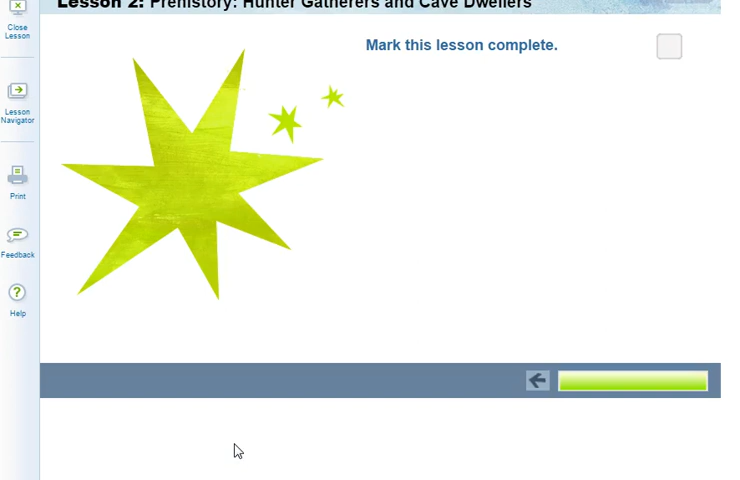 Lesson 2: Prehistory: Hunter Gatherers and Cave Dwellers
Close
Lesson
Mark this lesson complete.
Lesson
Navigator
Print
Feedback
?
Help